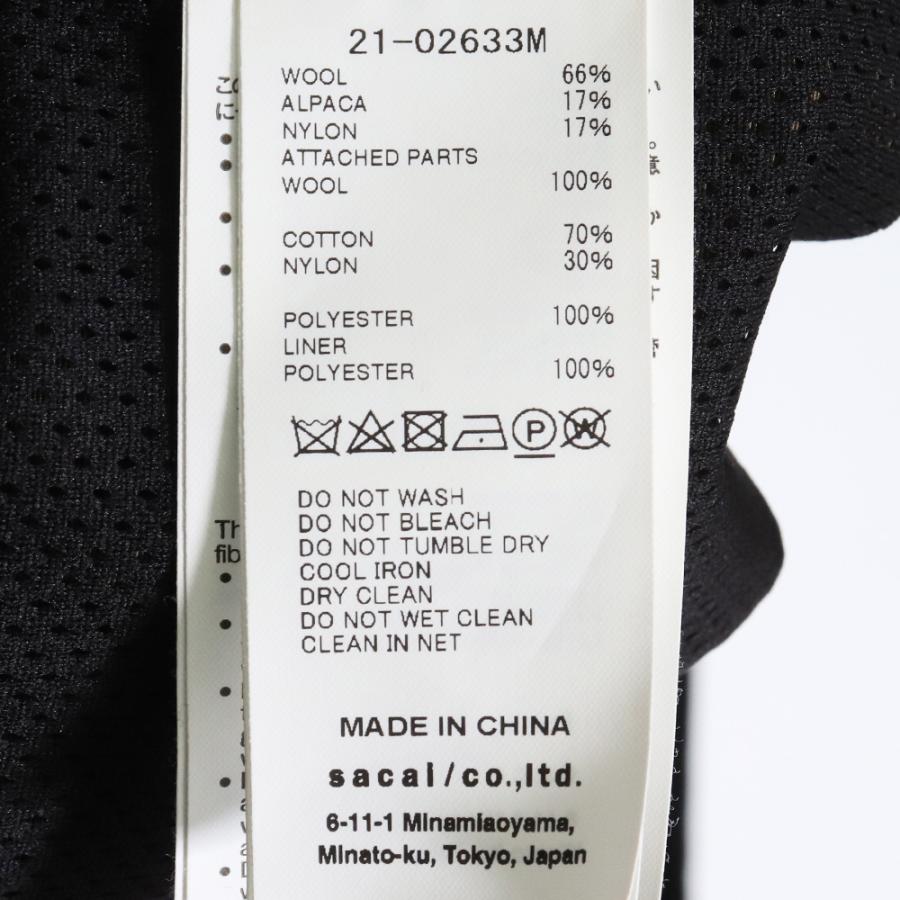 21-02633M
WOOL 66%
ALPACA 17%
NYLON 17%
ATTACHED PARTS
WOOL 100%
COTTON 70%
NYLON 30%
POLYESTER 100%
LINER
POLYESTER 100%
P W
DO NOT WASH
DO NOT BLEACH
DO NOT TUMBLE DRY
COOL IRON
DRY CLEAN
DO NOT WET CLEAN
CLEAN IN NET
MADE IN CHINA
sacai/co.,ltd.
6-11-1 Minamiaoyama,
Minato-ku, Tokyo, Japan